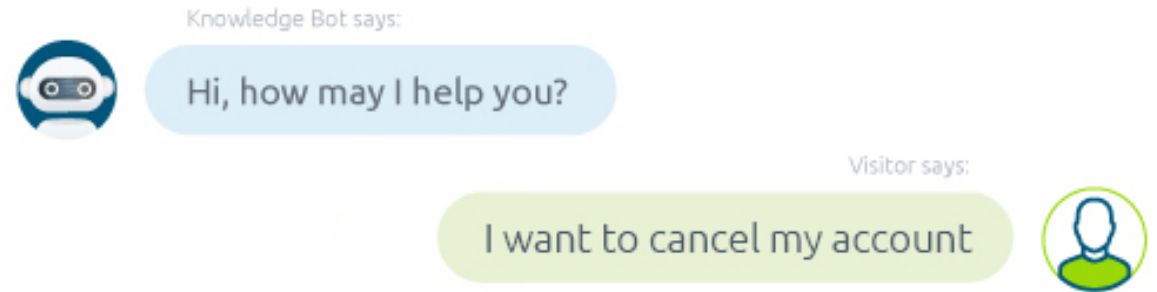 Knowledge Bot says:
Hi, how may I help you?
Visitor says:
I want to cancel my account